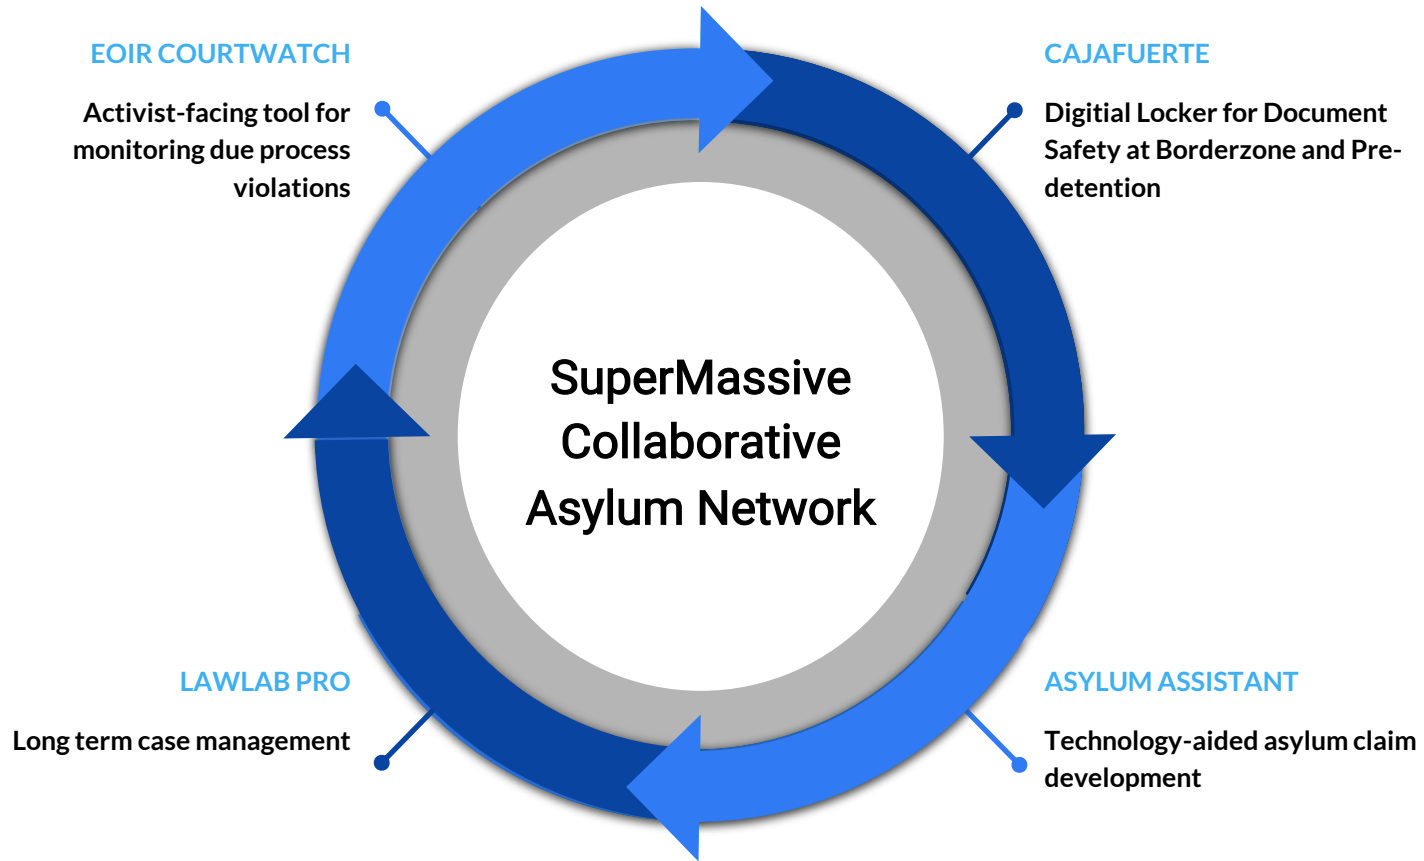 EOIR COURTWATCH
Activist-facing tool for
monitoring due process
violations
CAJAFUERTE
Digitial Locker for Document
Safety at Borderzone and Pre-
detention
SuperMassive
Collaborative
Asylum Network
LAWLAB PRO
Long term case management
ASYLUM ASSISTANT
Technology-aided asylum claim
development